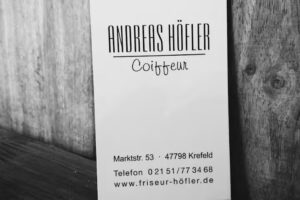 ANDREAS HÖFLER
Coiffeur
Marktstr. 53 · 47798 Krefeld
Telefon 0 21 51 / 77 34 68
www.friseur-höfler.de